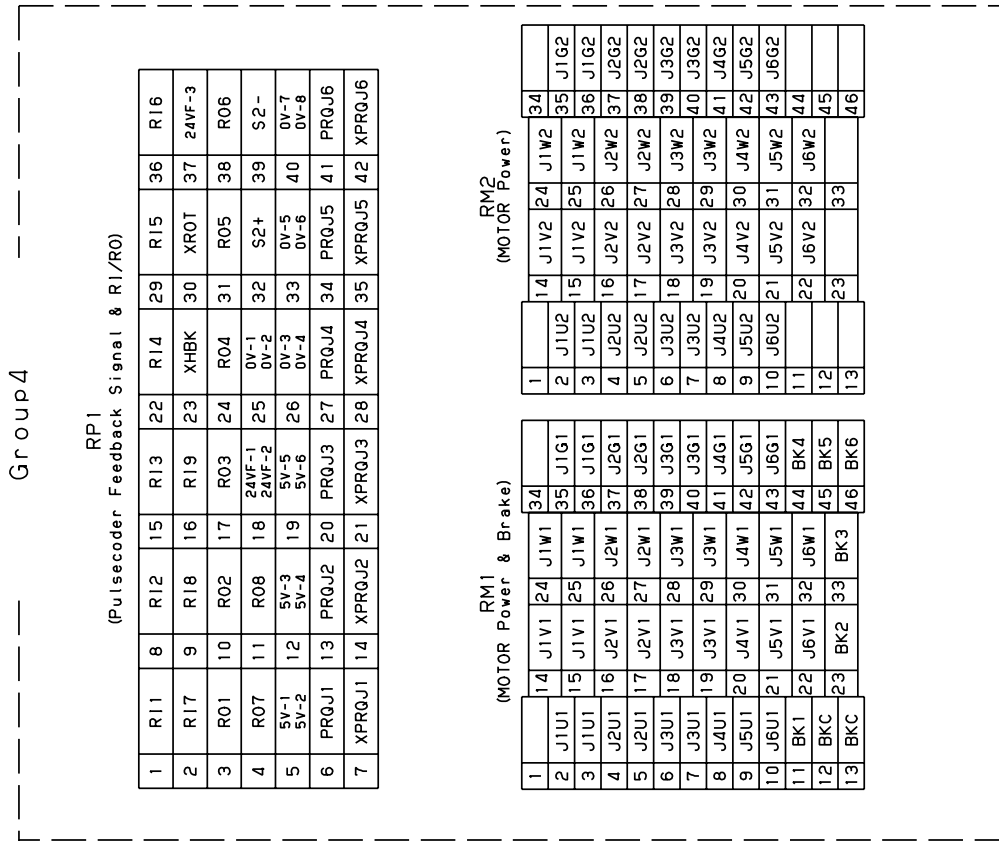 Group4
RP1
(Pulsecoder Feedback Signal & RI/RO)
1 RI1 8 RI2 15 RI3 22 RI4 29 RI5 36 RI6
2 RI7 9 RI8 16 RI9 23 XHBK 30 XROT 37 24VF-3
3 RO1 10 RO2 17 RO3 24 RO4 31 RO5 38 RO6
4 RO7 11 RO8 18 24VF-1 24VF-2 25 0V-1 0V-2 32 S2+ 39 S2-
5 5V-1 5V-2 12 5V-3 5V-4 19 5V-5 5V-6 26 0V-3 0V-4 33 0V-5 0V-6 40 0V-7 0V-8
6 PRQJ1 13 PRQJ2 20 PRQJ3 27 PRQJ4 34 PRQJ5 41 PRQJ6
7 XPRQJ1 14 XPRQJ2 21 XPRQJ3 28 XPRQJ4 35 XPRQJ5 42 XPRQJ6
RM1
(MOTOR Power & Brake)
1
2 J1U1
3 J1U1
4 J2U1
5 J2U1
6 J3U1
7 J3U1
8 J4U1
9 J5U1
10 J6U1
11 BK1
12 BKC
13 BKC
14 J1V1
15 J1V1
16 J2V1
17 J2V1
18 J3V1
19 J3V1
20 J4V1
21 J5V1
22 J6V1
23 BK2
24 J1W1
25 J1W1
26 J2W1
27 J2W1
28 J3W1
29 J3W1
30 J4W1
31 J5W1
32 J6W1
33 BK3
34
35 J1G1
36 J1G1
37 J2G1
38 J2G1
39 J3G1
40 J3G1
41 J4G1
42 J5G1
43 J6G1
44 BK4
45 BK5
46 BK6
RM2
(MOTOR Power)
1
2 J1U2
3 J1U2
4 J2U2
5 J2U2
6 J3U2
7 J3U2
8 J4U2
9 J5U2
10 J6U2
11
12
13
14 J1V2
15 J1V2
16 J2V2
17 J2V2
18 J3V2
19 J3V2
20 J4V2
21 J5V2
22 J6V2
23
24 J1W2
25 J1W2
26 J2W2
27 J2W2
28 J3W2
29 J3W2
30 J4W2
31 J5W2
32 J6W2
33
34
35 J1G2
36 J1G2
37 J2G2
38 J2G2
39 J3G2
40 J3G2
41 J4G2
42 J5G2
43 J6G2
44
45
46